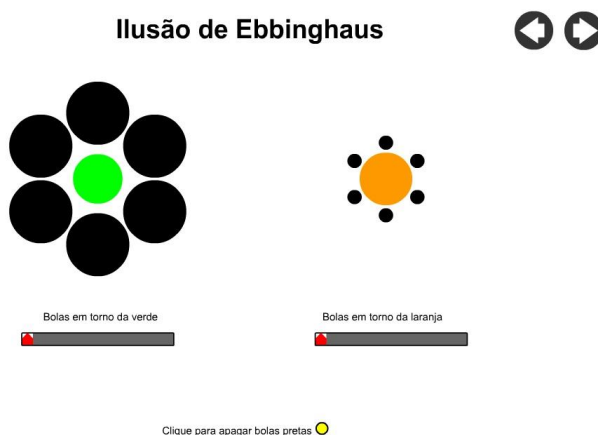 Ilusão de Ebbinghaus
Bolas em torno da verde
Bolas em torno da laranja
Clique para apagar bolas pretas